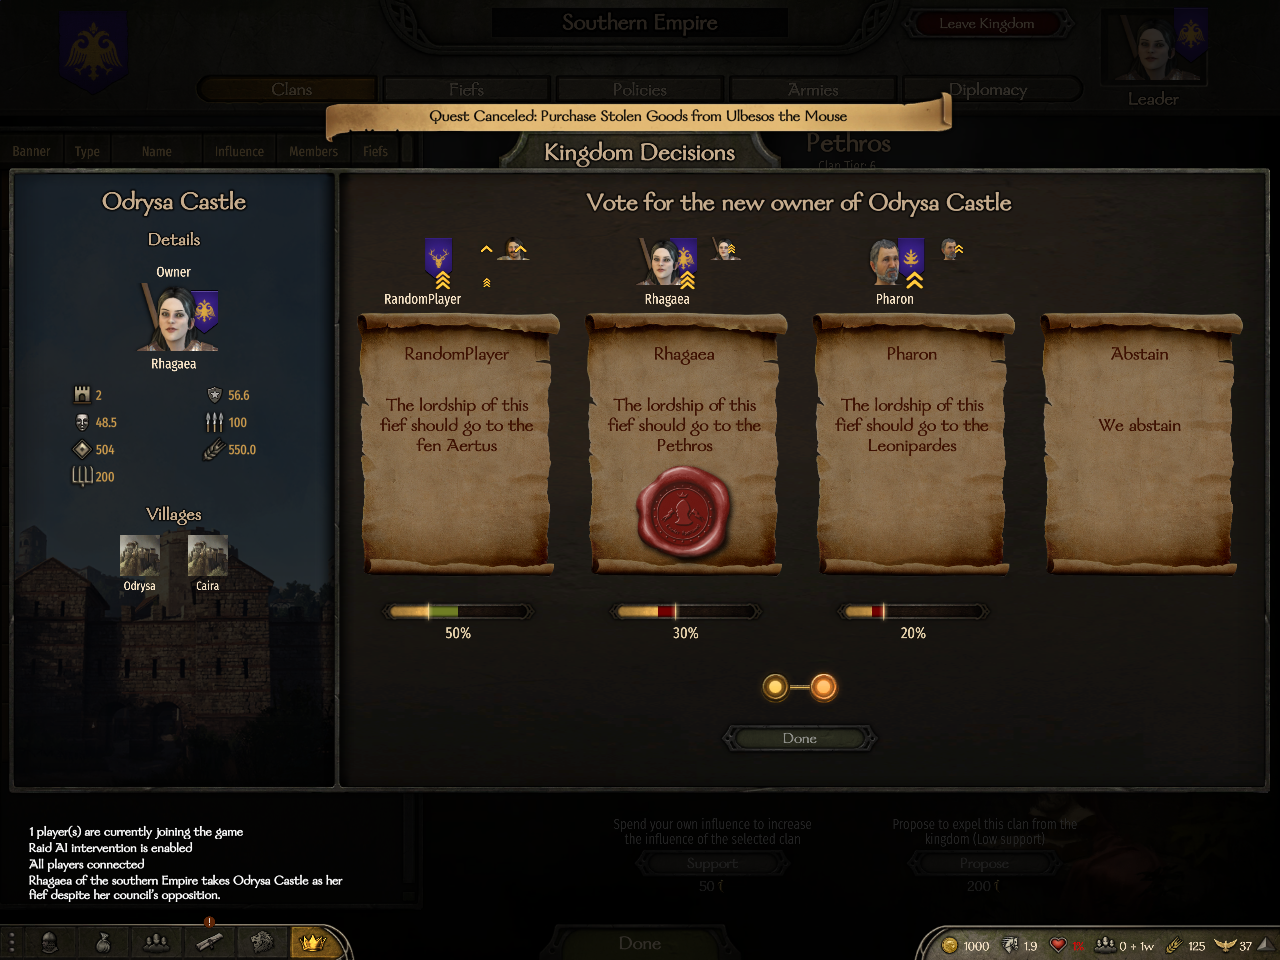 Southern Empire
Leave Kingdom
Clans
Fiefs
Policies
Armies
Diplomacy
Leader
Quest Canceled: Purchase Stolen Goods from Ulbesos the Mouse
Banner
Type
Name
Influence
Members
Fiefs
Kingdom Decisions
Pethros
Clan Tier: 6
Odrysa Castle
Details
Owner
Rhagaea
2
56.6
48.5
100
504
550.0
200
Villages
Odrysa
Caira
Vote for the new owner of Odrysa Castle
RandomPlayer
Rhagaea
Pharon
RandomPlayer
The lordship of this
fief should go to the
fen Aertus
Rhagaea
The lordship of this
fief should go to the
Pethros
Pharon
The lordship of this
fief should go to the
Leonipardes
Abstain
We abstain
50%
30%
20%
Done
1 player(s) are currently joining the game
Raid AI intervention is enabled
All players connected
Rhagaea of the southern Empire takes Odrysa Castle as her
fief despite her council's opposition.
Spend your own influence to increase
the influence of the selected clan
Support
50
Propose to expel this clan from the
kingdom (Low support)
Propose
200
Done
1000
1.9
0 + 1w
125
37